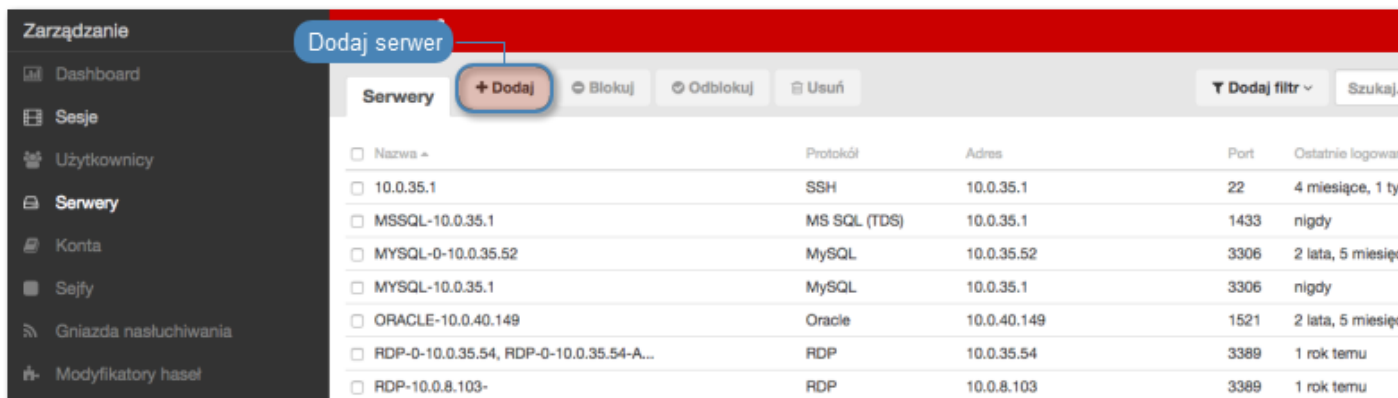 Zarządzanie
Dodaj serwer
Dashboard
Sesje
Użytkownicy
Serwery
Konta
Sejfy
Gniazda nasłuchiwania
Modyfikatory haseł
Serwery + Dodaj Blokuj Odblokuj Usuń Dodaj filtr Szukaj
Nazwa Protokół Adres Port Ostatnie logowan
10.0.35.1 SSH 10.0.35.1 22 4 miesiące, 1 ty
MSSQL-10.0.35.1 MS SQL (TDS) 10.0.35.1 1433 nigdy
MYSQL-0-10.0.35.52 MySQL 10.0.35.52 3306 2 lata, 5 miesięc
MYSQL-10.0.35.1 MySQL 10.0.35.1 3306 nigdy
ORACLE-10.0.40.149 Oracle 10.0.40.149 1521 2 lata, 5 miesięc
RDP-0-10.0.35.54, RDP-0-10.0.35.54-A... RDP 10.0.35.54 3389 1 rok temu
RDP-10.0.8.103- RDP 10.0.8.103 3389 1 rok temu